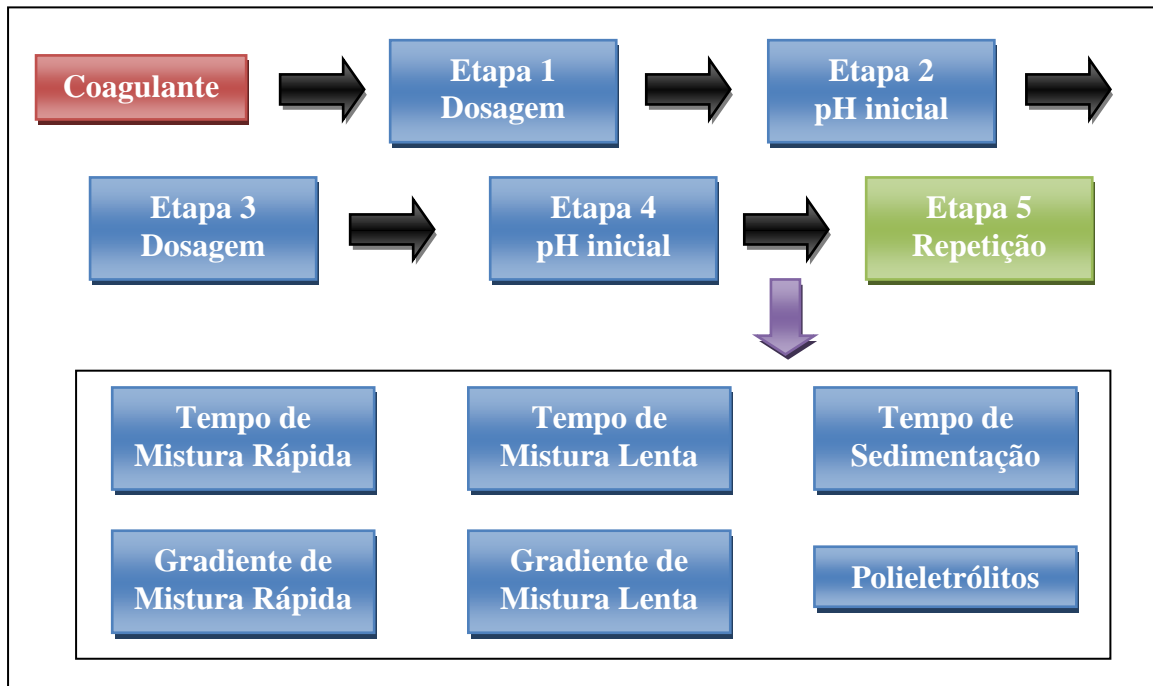 Coagulante
Etapa 1
Dosagem
Etapa 2
pH inicial
Etapa 3
Dosagem
Etapa 4
pH inicial
Etapa 5
Repetição
Tempo de
Mistura Rápida
Tempo de
Mistura Lenta
Tempo de
Sedimentação
Gradiente de
Mistura Rápida
Gradiente de
Mistura Lenta
Polieletrólitos